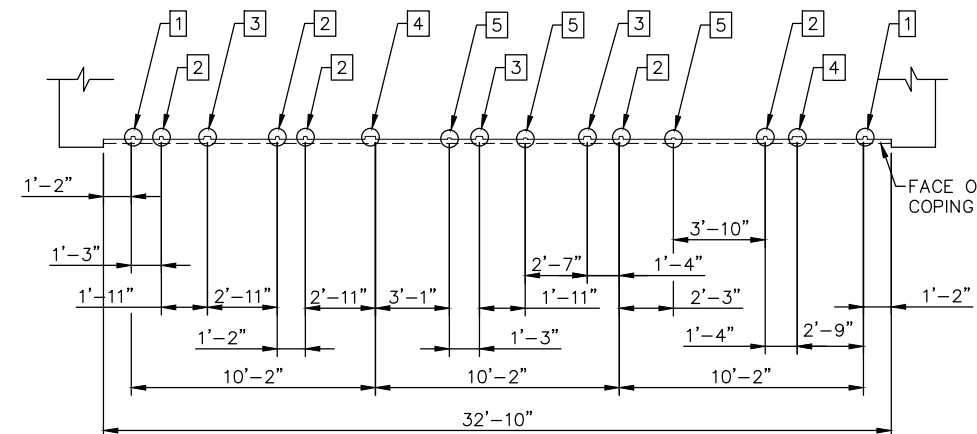 1 3 2 4 5 5 3 5 2 1
2 2 3 2 4
FACE O
COPING
1'-2"
3'-10"
1'-3" 2'-7" 1'-4"
1'-11" 2'-11" 2'-11" 3'-1" 1'-11" 2'-3" 1'-2"
1'-2" 1'-3" 1'-4" 2'-9"
10'-2" 10'-2" 10'-2"
32'-10"